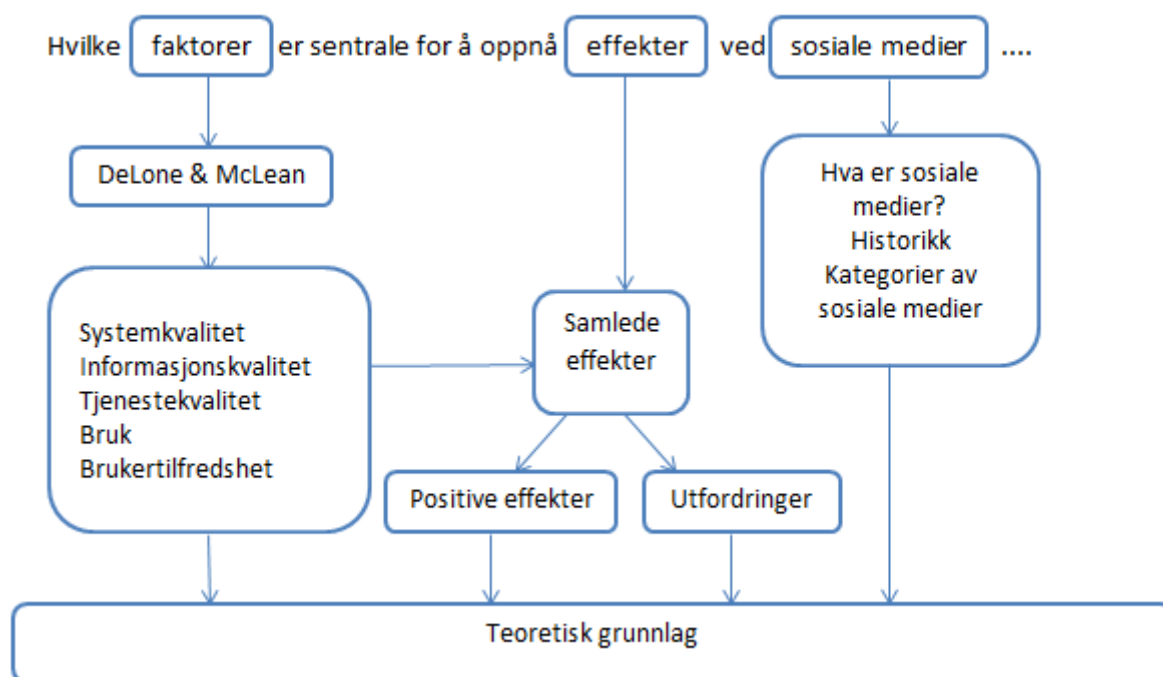 Hvilke faktorer er sentrale for å oppnå effekter ved sosiale medier ....
DeLone & McLean
Systemkvalitet
Informasjonskvalitet
Tjenestekvalitet
Bruk
Brukertilfredshet
Samlede
effekter
Positive effekter
Utfordringer
Hva er sosiale
medier?
Historikk
Kategorier av
sosiale medier
Teoretisk grunnlag